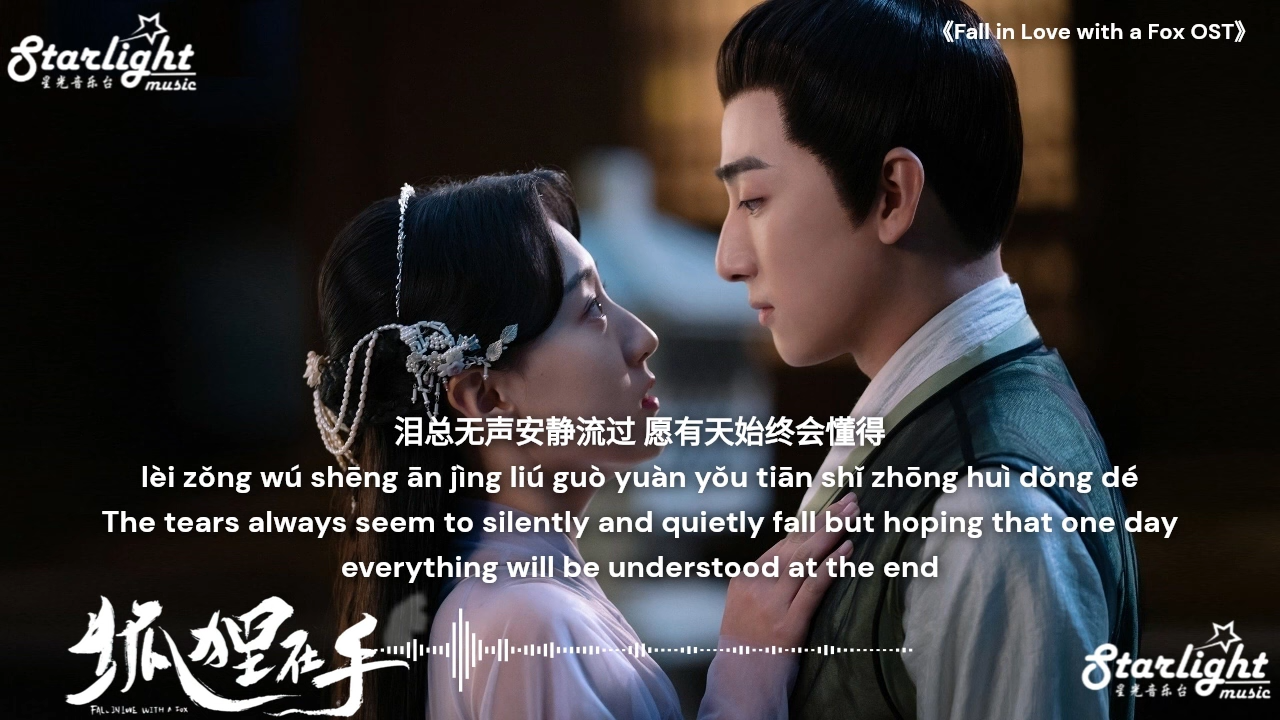 Starlight
星光音乐台 music
《Fall in Love with a Fox OST》
泪总无声安静流过 愿有天始终会懂得
lèi zǒng wú shēng ān jìng liú guò yuàn yǒu tiān shǐ zhōng huì dǒng dé
The tears always seem to silently and quietly fall but hoping that one day
everything will be understood at the end
狐狸在手
FALL IN LOVE WITH A FOX
Starlight
星光音乐台 music